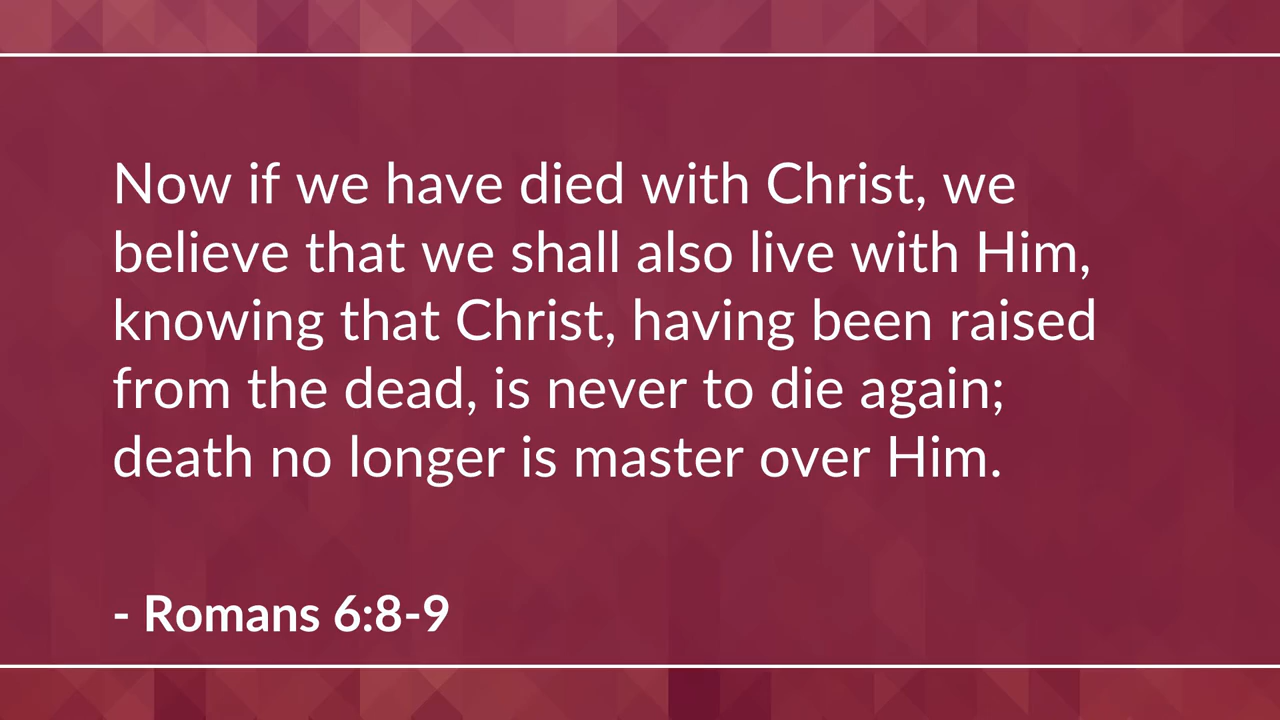 Now if we have died with Christ, we
believe that we shall also live with Him,
knowing that Christ, having been raised
from the dead, is never to die again;
death no longer is master over Him.
- Romans 6:8-9